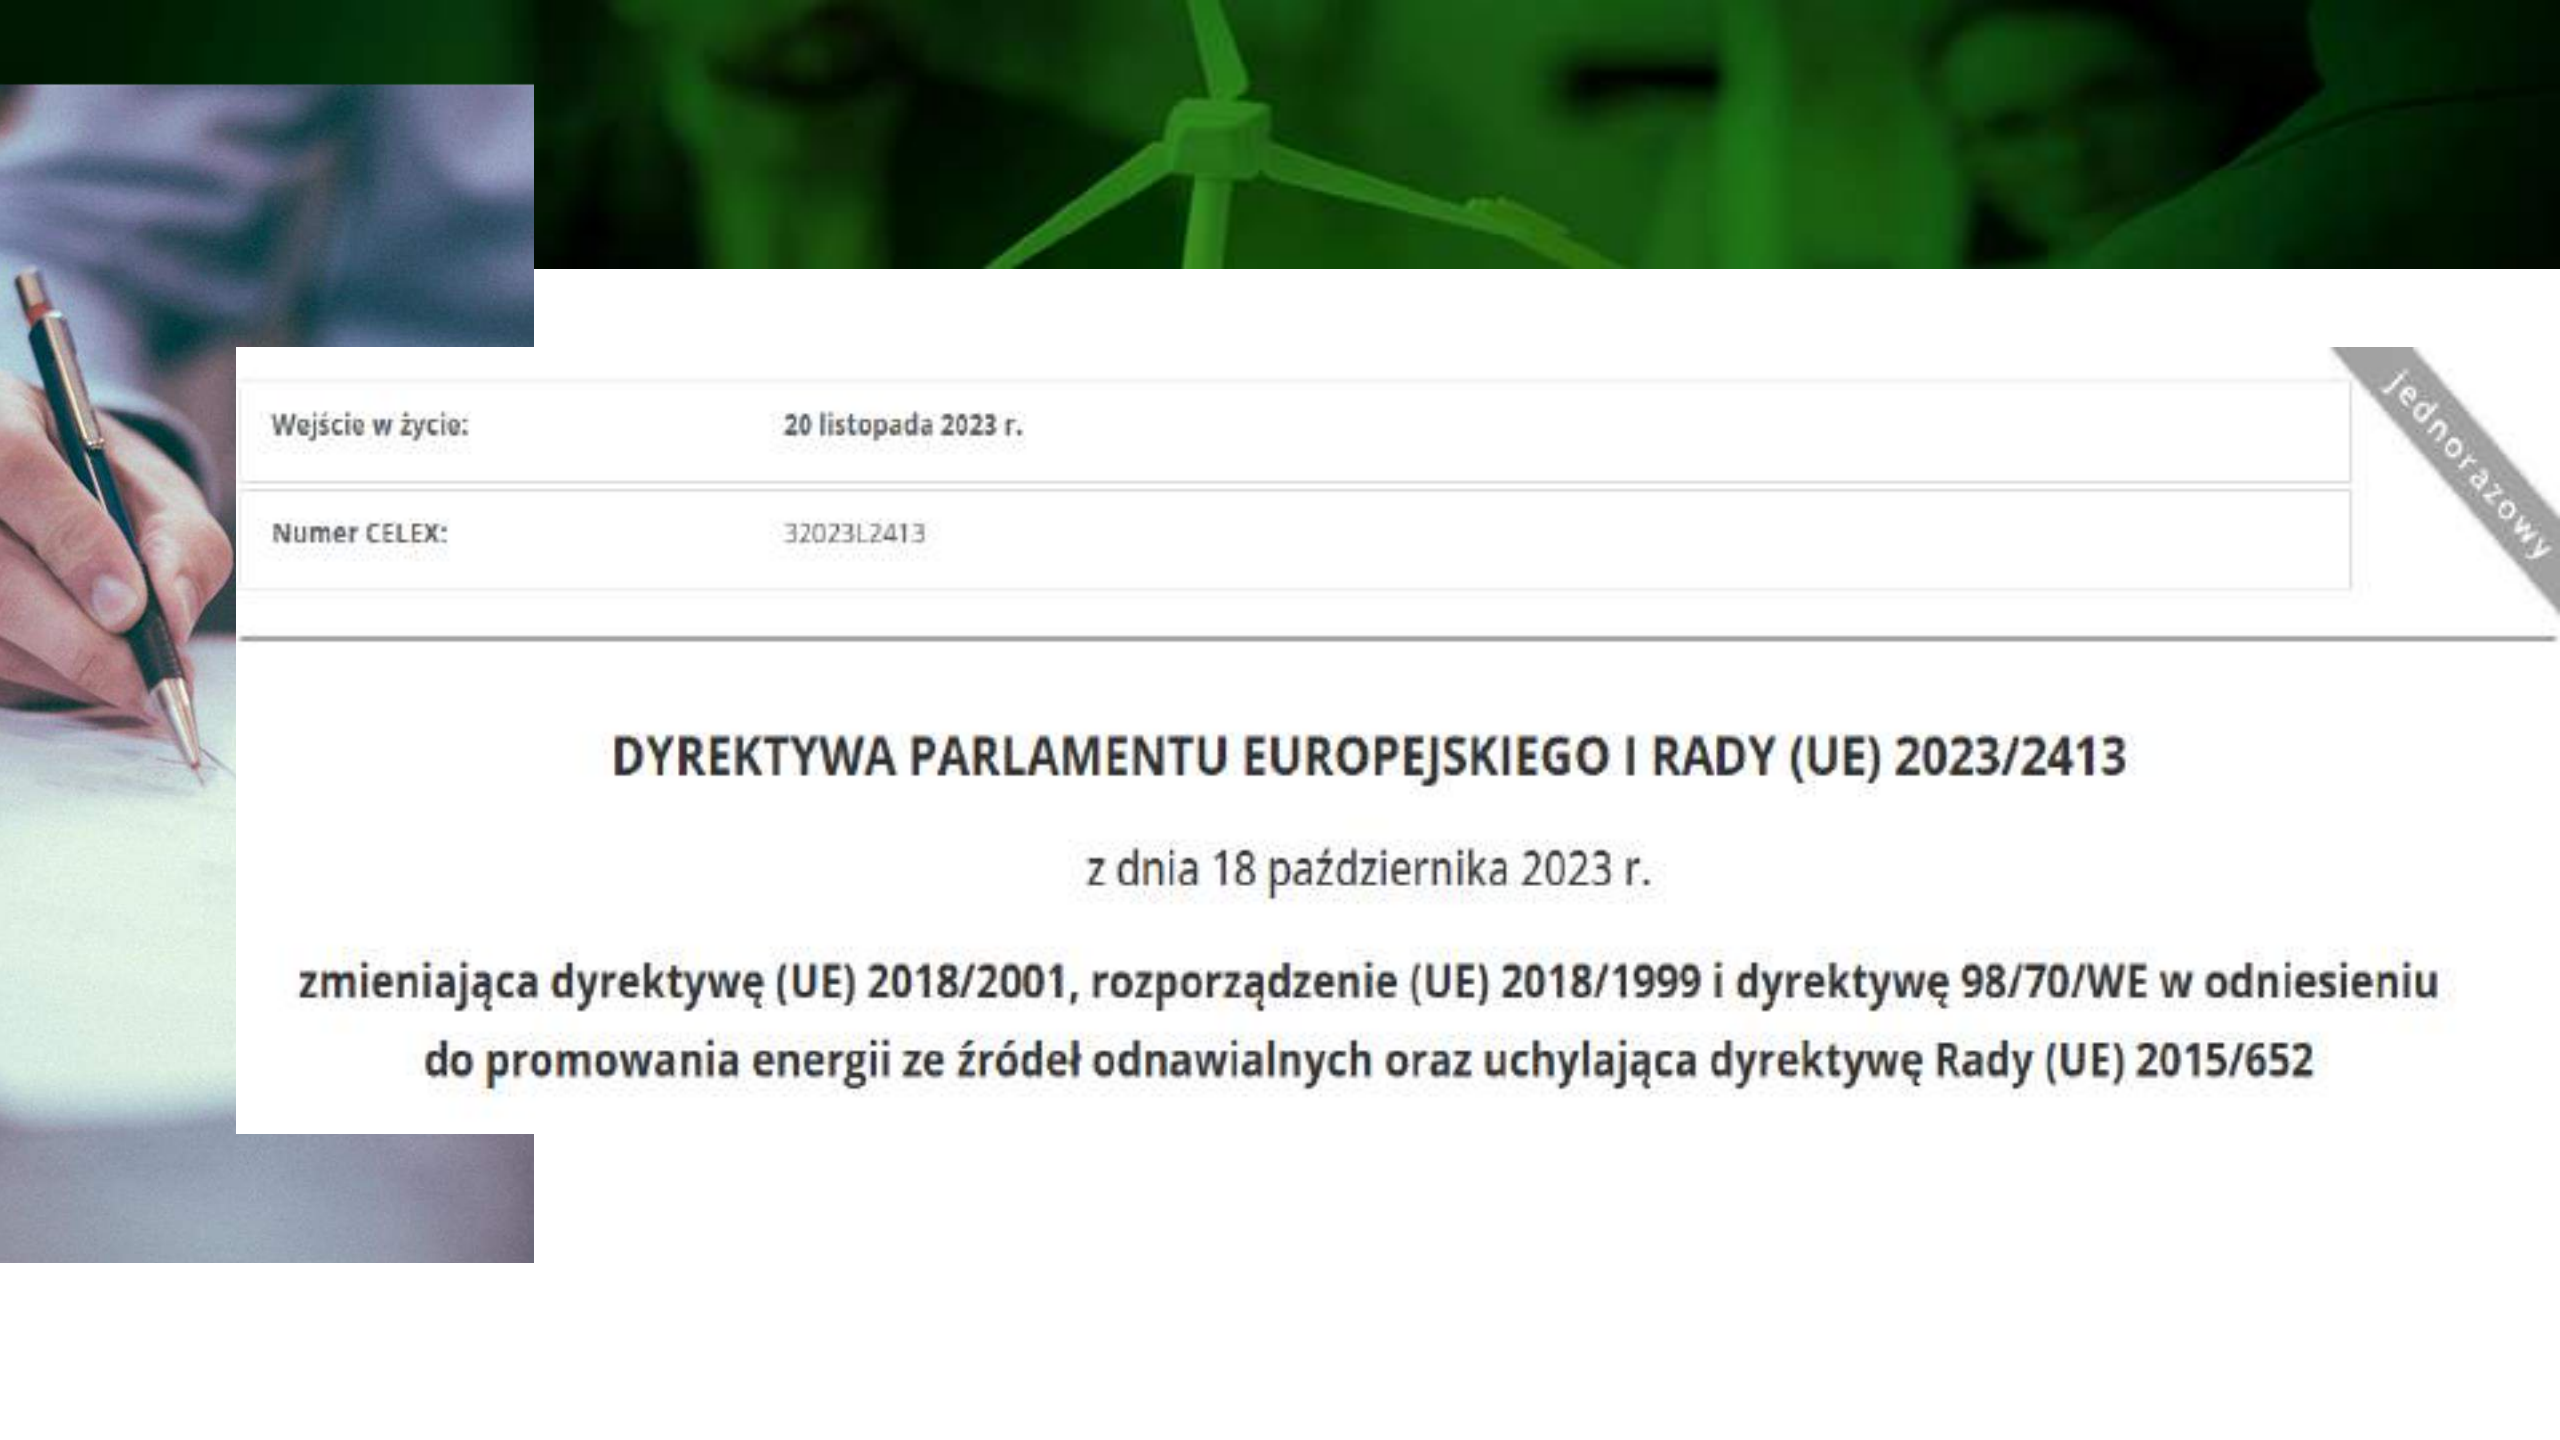 Wejście w życie: 20 listopada 2023 r.
jednorazowy
Numer CELEX: 32023L2413
DYREKTYWA PARLAMENTU EUROPEJSKIEGO I RADY (UE) 2023/2413
z dnia 18 października 2023 r.
zmieniająca dyrektywę (UE) 2018/2001, rozporządzenie (UE) 2018/1999 i dyrektywę 98/70/WE w odniesieniu
do promowania energii ze źródeł odnawialnych oraz uchylająca dyrektywę Rady (UE) 2015/652